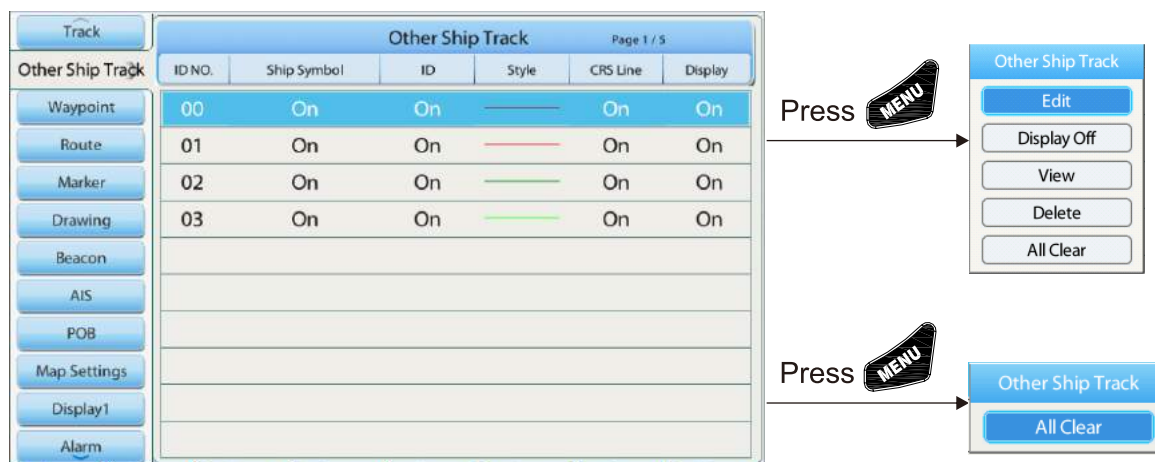 Track
Other Ship Track
Waypoint
Route
Marker
Drawing
Beacon
AIS
POB
Map Settings
Display1
Alarm
Other Ship Track Page 1 / 5
ID NO. Ship Symbol ID Style CRS Line Display
00 On On On On
01 On On On On
02 On On On On
03 On On On On
Press MENU
Other Ship Track
Edit
Display Off
View
Delete
All Clear
Press MENU
Other Ship Track
All Clear